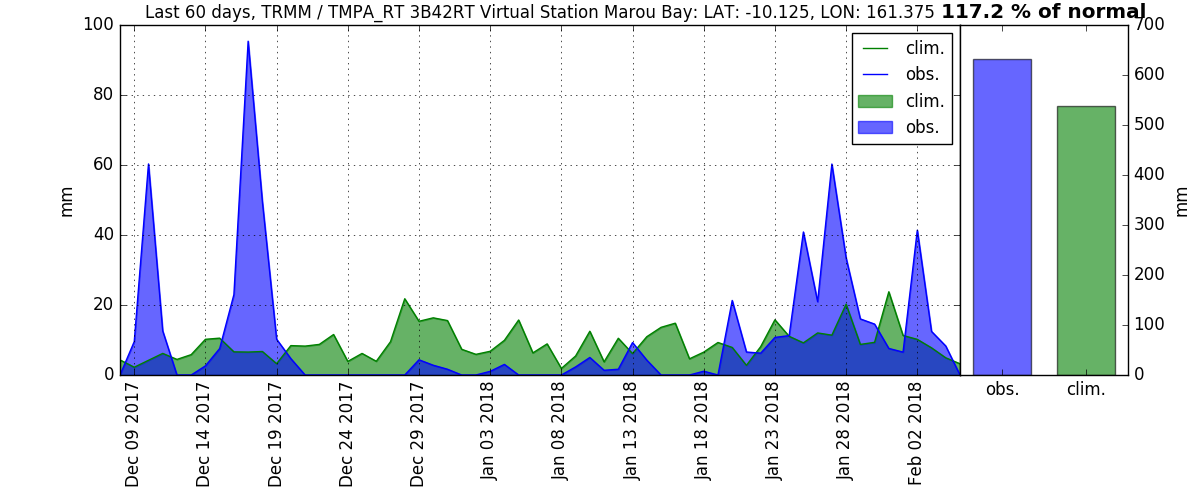 Last 60 days, TRMM / TMPA_RT 3B42RT Virtual Station Marou Bay: LAT: -10.125, LON: 161.375 117.2 % of normal
100
80
60
40
20
0
mm
clim.
obs.
clim.
obs.
700
600
500
400
300
200
100
0
mm
obs.
clim.
Dec 09 2017
Dec 14 2017
Dec 19 2017
Dec 24 2017
Dec 29 2017
Jan 03 2018
Jan 08 2018
Jan 13 2018
Jan 18 2018
Jan 23 2018
Jan 28 2018
Feb 02 2018